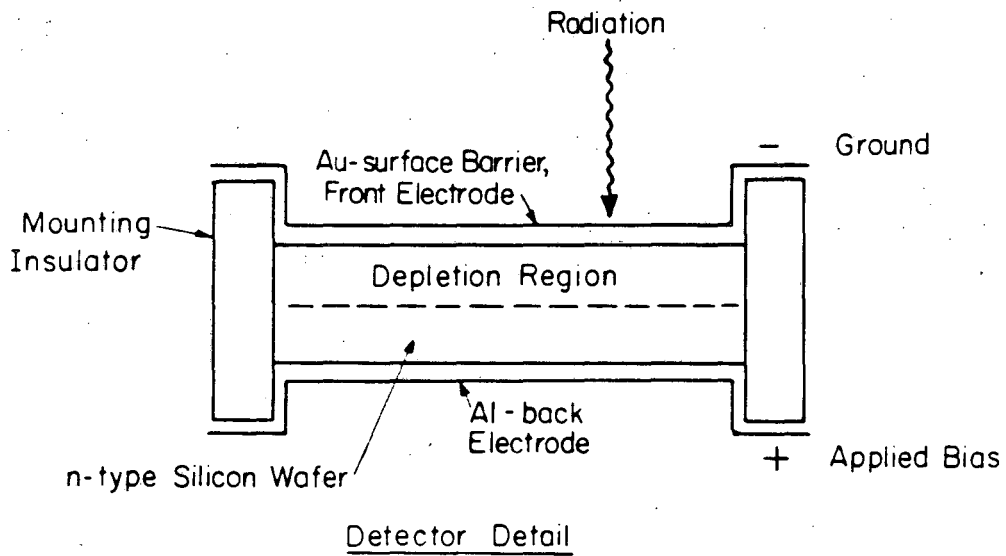 Radiation
Au-surface Barrier,
Front Electrode
- Ground
Mounting
Insulator
Depletion Region
Al-back
Electrode
n-type Silicon Wafer
+ Applied Bias
Detector Detail